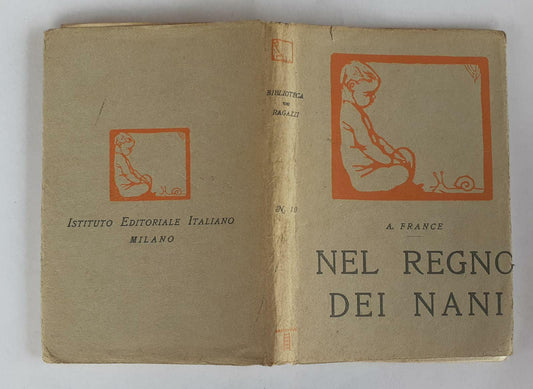 ISTITUTO EDITORIALE ITALIANO
MILANO
BIBLIOTECA
DEI
RAGAZZI
N. 18
A. FRANCE
NEL REGNO
DEI NANI